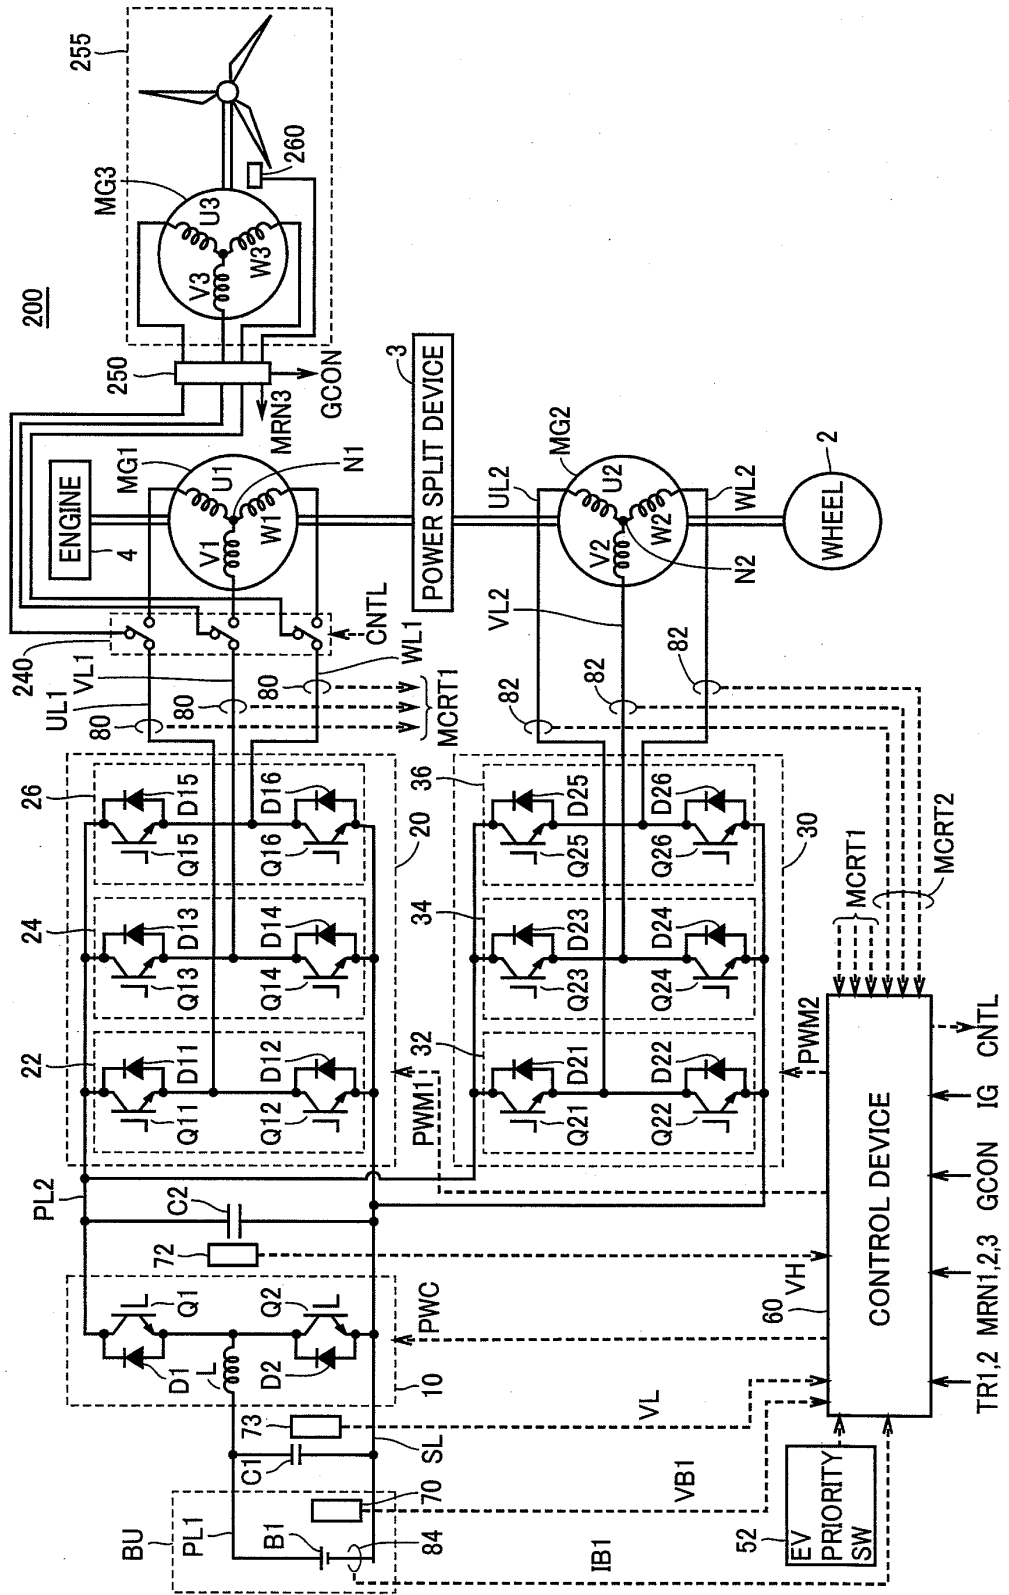 200
255
MG3
U3
V3
W3
260
250
MRN3
GCON
ENGINE
4
MG1
U1
V1
W1
N1
3
POWER SPLIT DEVICE
MG2
U2
V2
W2
N2
UL2
VL2
WL2
WHEEL
2
240
CNTL
UL1
VL1
WL1
80
80
80
MCRT1
82
82
82
26
Q15
D15
Q16
D16
20
24
Q13
D13
Q14
D14
22
Q11
D11
Q12
D12
36
Q25
D25
Q26
D26
30
34
Q23
D23
Q24
D24
32
Q21
D21
Q22
D22
PWM1
PWM2
MCRT1
MCRT2
PL2
C2
72
Q1
D1
L
Q2
D2
10
PWC
VH
60
73
C1
SL
VL
BU
PL1
B1
70
84
VB1
IB1
52
EV
PRIORITY
SW
CONTROL DEVICE
TR1,2
MRN1,2,3
GCON
IG
CNTL